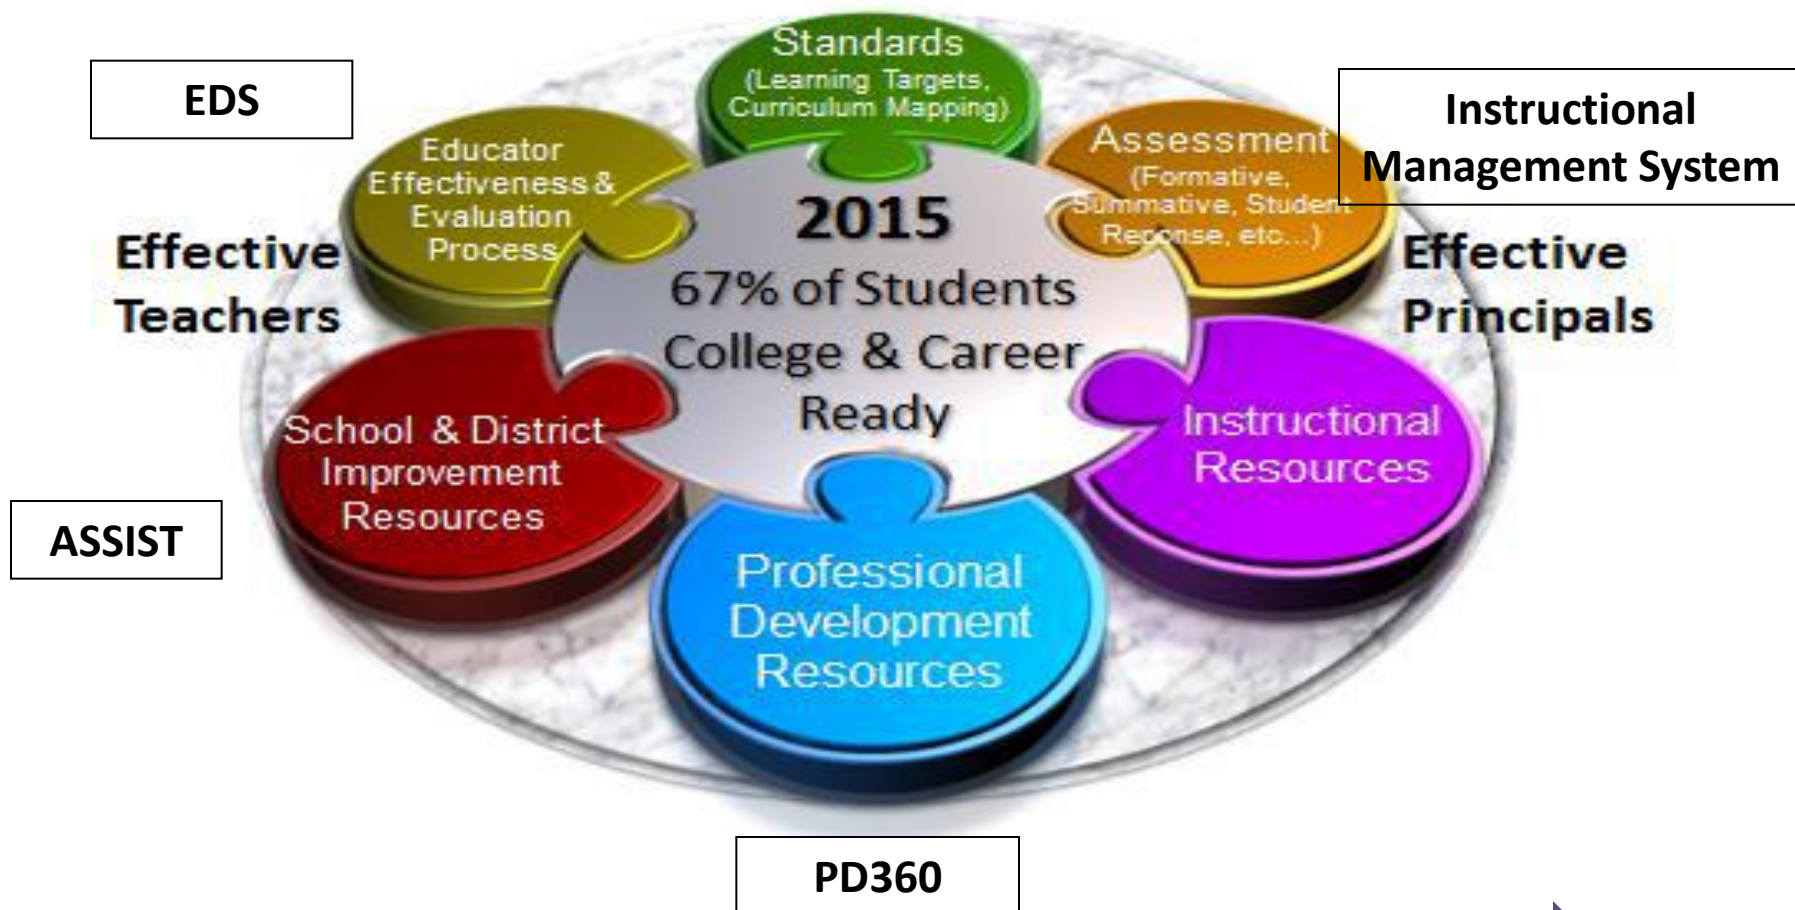 Standards
(Learning Targets,
Curriculum Mapping)
EDS
Educator
Effectiveness &
Evaluation
Process
Assessment
(Formative,
Summative, Student
Reponse, etc...)
Instructional
Management System
Effective
Teachers
2015
67% of Students
College & Career
Ready
Effective
Principals
School & District
Improvement
Resources
Instructional
Resources
ASSIST
Professional
Development
Resources
PD360